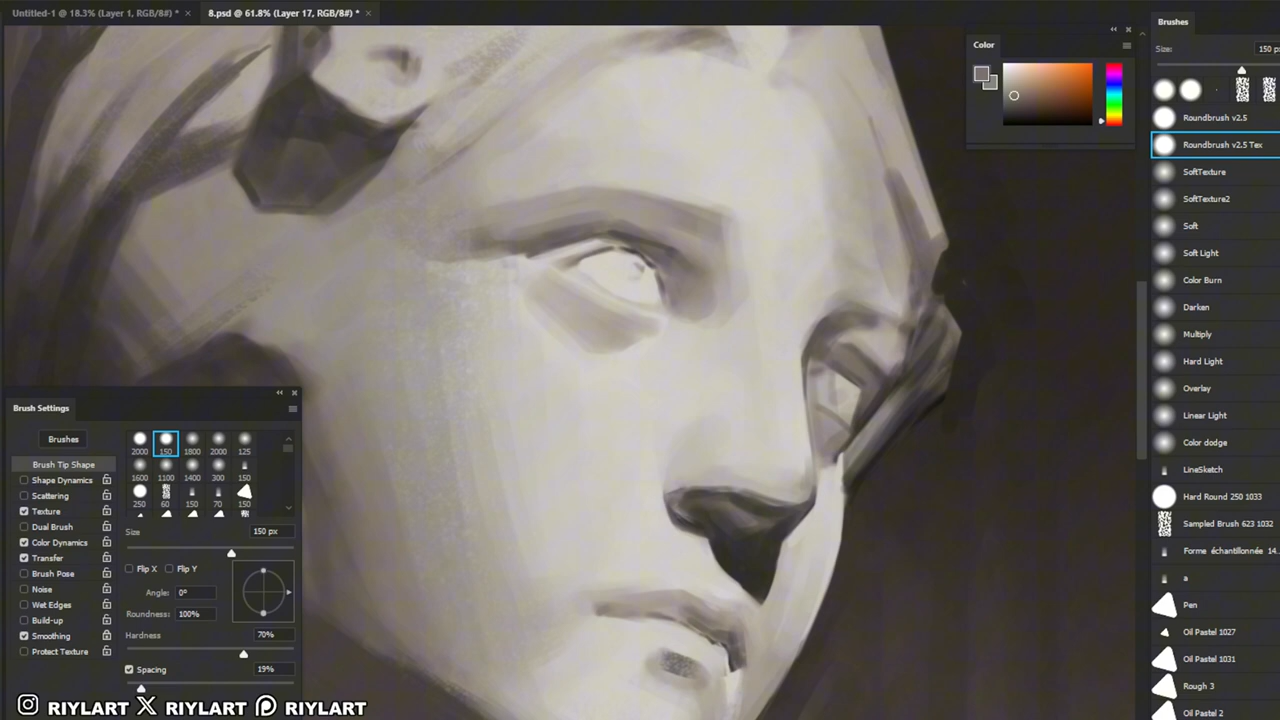 Untitled-1 @ 18.3% (Layer 1, RGB/8#) * ×
8.psd @ 61.8% (Layer 17, RGB/8#) * ×
Color
Brushes
Size: 150 px
Roundbrush v2.5
Roundbrush v2.5 Tex
SoftTexture
SoftTexture2
Soft
Soft Light
Color Burn
Darken
Multiply
Hard Light
Overlay
Linear Light
Color dodge
LineSketch
Hard Round 250 1033
Sampled Brush 623 1032
Forme échantillonnée 14...
a
Pen
Oil Pastel 1027
Oil Pastel 1031
Rough 3
Oil Pastel 2
Brush Settings
Brushes
Brush Tip Shape
Shape Dynamics
Scattering
Texture
Dual Brush
Color Dynamics
Transfer
Brush Pose
Noise
Wet Edges
Build-up
Smoothing
Protect Texture
2000 150 1800 2000 125
1600 1100 1400 300 150
250 60 150 70 150
Size 150 px
Flip X Flip Y
Angle: 0°
Roundness: 100%
Hardness 70%
Spacing 19%
RIYLART RIYLART RIYLART